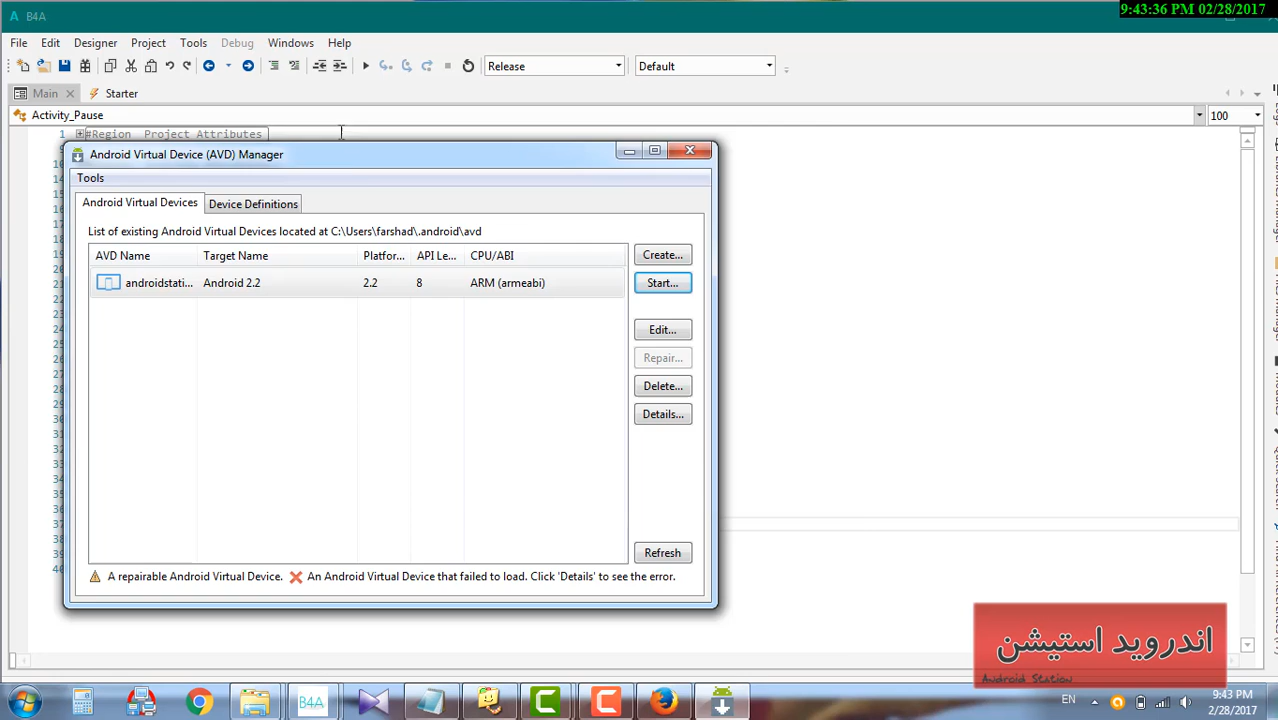 9:43:36 PM 02/28/2017
B4A
File Edit Designer Project Tools Debug Windows Help
Release Default
Main Starter
Activity_Pause 100
1 #Region Project Attributes
Android Virtual Device (AVD) Manager
Tools
Android Virtual Devices Device Definitions
List of existing Android Virtual Devices located at C:\Users\farshad\.android\avd
AVD Name Target Name Platfor... API Le... CPU/ABI
androidstati... Android 2.2 2.2 8 ARM (armeabi)
Create...
Start...
Edit...
Repair...
Delete...
Details...
Refresh
A repairable Android Virtual Device. An Android Virtual Device that failed to load. Click 'Details' to see the error.
اندروید استیشن
Android Station
B4A
EN
9:43 PM
2/28/2017